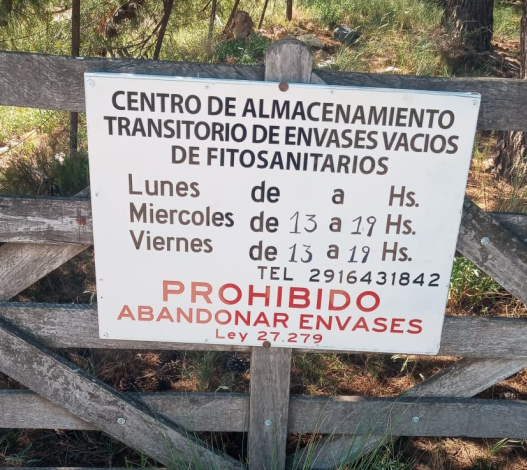 CENTRO DE ALMACENAMIENTO
TRANSITORIO DE ENVASES VACIOS
DE FITOSANITARIOS
Lunes de a Hs.
Miercoles de 13 a 19 Hs.
Viernes de 13 a 19 Hs.
TEL 2916431842
PROHIBIDO
ABANDONAR ENVASES
Ley 27.279